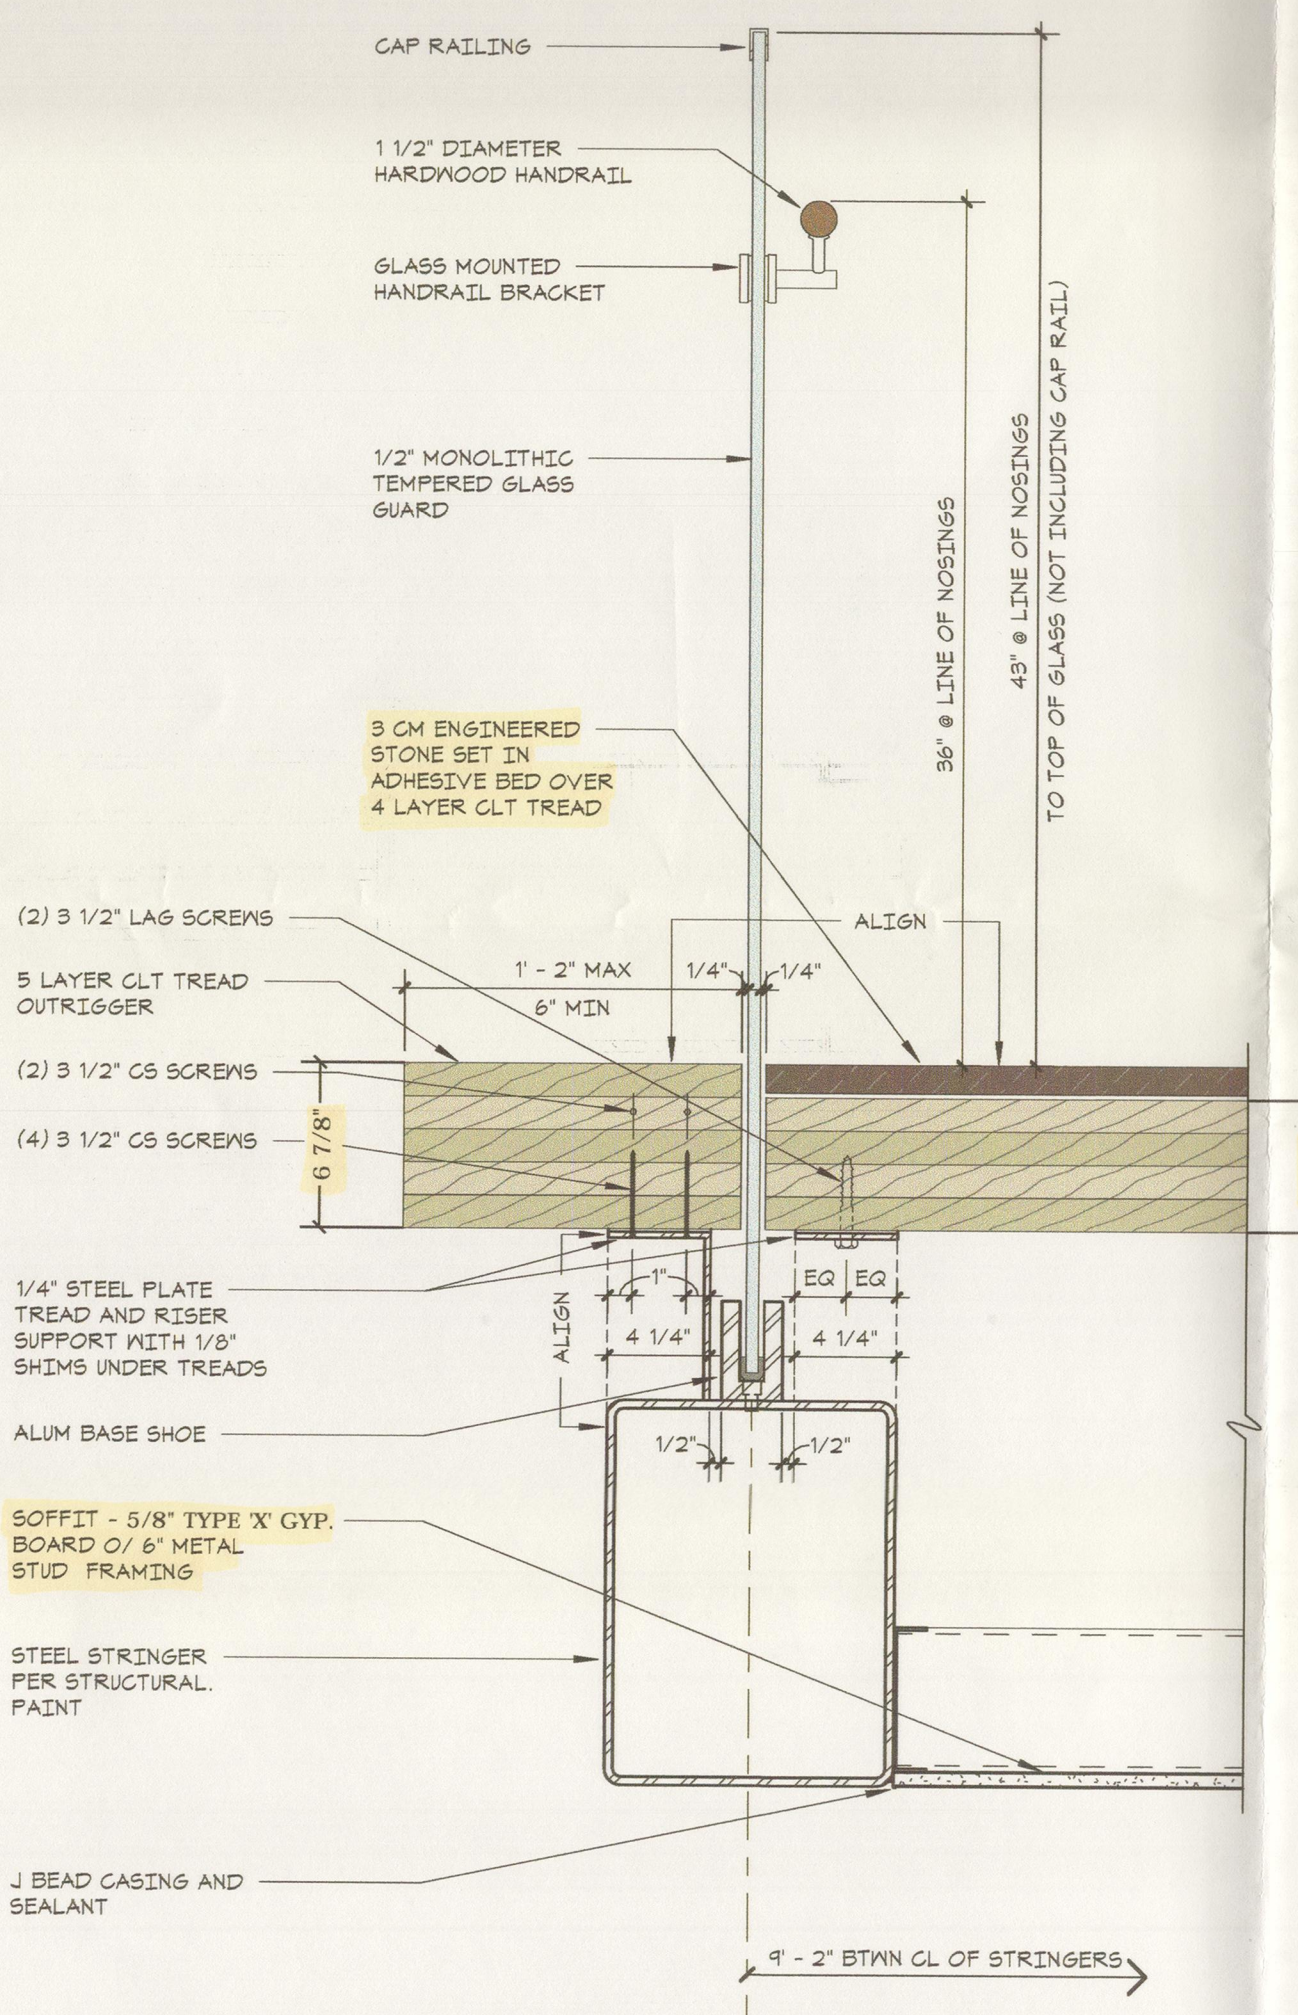 CAP RAILING
1 1/2" DIAMETER
HARDWOOD HANDRAIL
GLASS MOUNTED
HANDRAIL BRACKET
1/2" MONOLITHIC
TEMPERED GLASS
GUARD
36" @ LINE OF NOSINGS
43" @ LINE OF NOSINGS
TO TOP OF GLASS (NOT INCLUDING CAP RAIL)
3 CM ENGINEERED
STONE SET IN
ADHESIVE BED OVER
4 LAYER CLT TREAD
(2) 3 1/2" LAG SCREWS
ALIGN
5 LAYER CLT TREAD
OUTRIGGER
1' - 2" MAX
6" MIN
1/4"
1/4"
(2) 3 1/2" CS SCREWS
(4) 3 1/2" CS SCREWS
6 7/8"
1/4" STEEL PLATE
TREAD AND RISER
SUPPORT WITH 1/8"
SHIMS UNDER TREADS
ALIGN
1"
4 1/4"
EQ
EQ
4 1/4"
ALUM BASE SHOE
1/2"
1/2"
SOFFIT - 5/8" TYPE 'X' GYP.
BOARD O/ 6" METAL
STUD FRAMING
STEEL STRINGER
PER STRUCTURAL.
PAINT
J BEAD CASING AND
SEALANT
9' - 2" BTWN CL OF STRINGERS